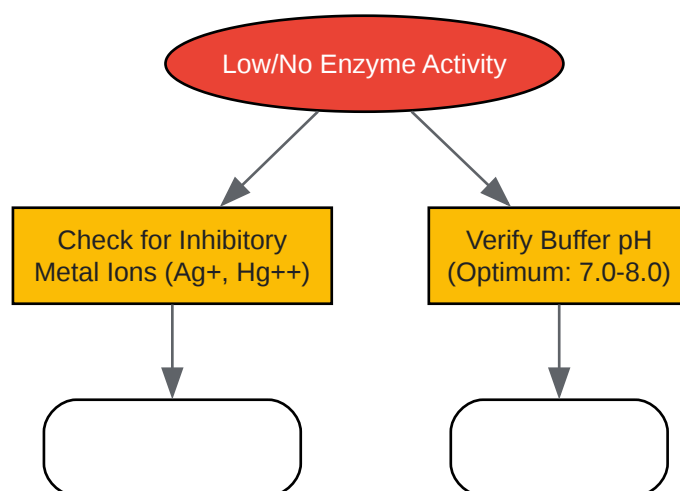 Low/No Enzyme Activity
Check for Inhibitory
Metal Ions (Ag+, Hg++)
Verify Buffer pH
(Optimum: 7.0-8.0)